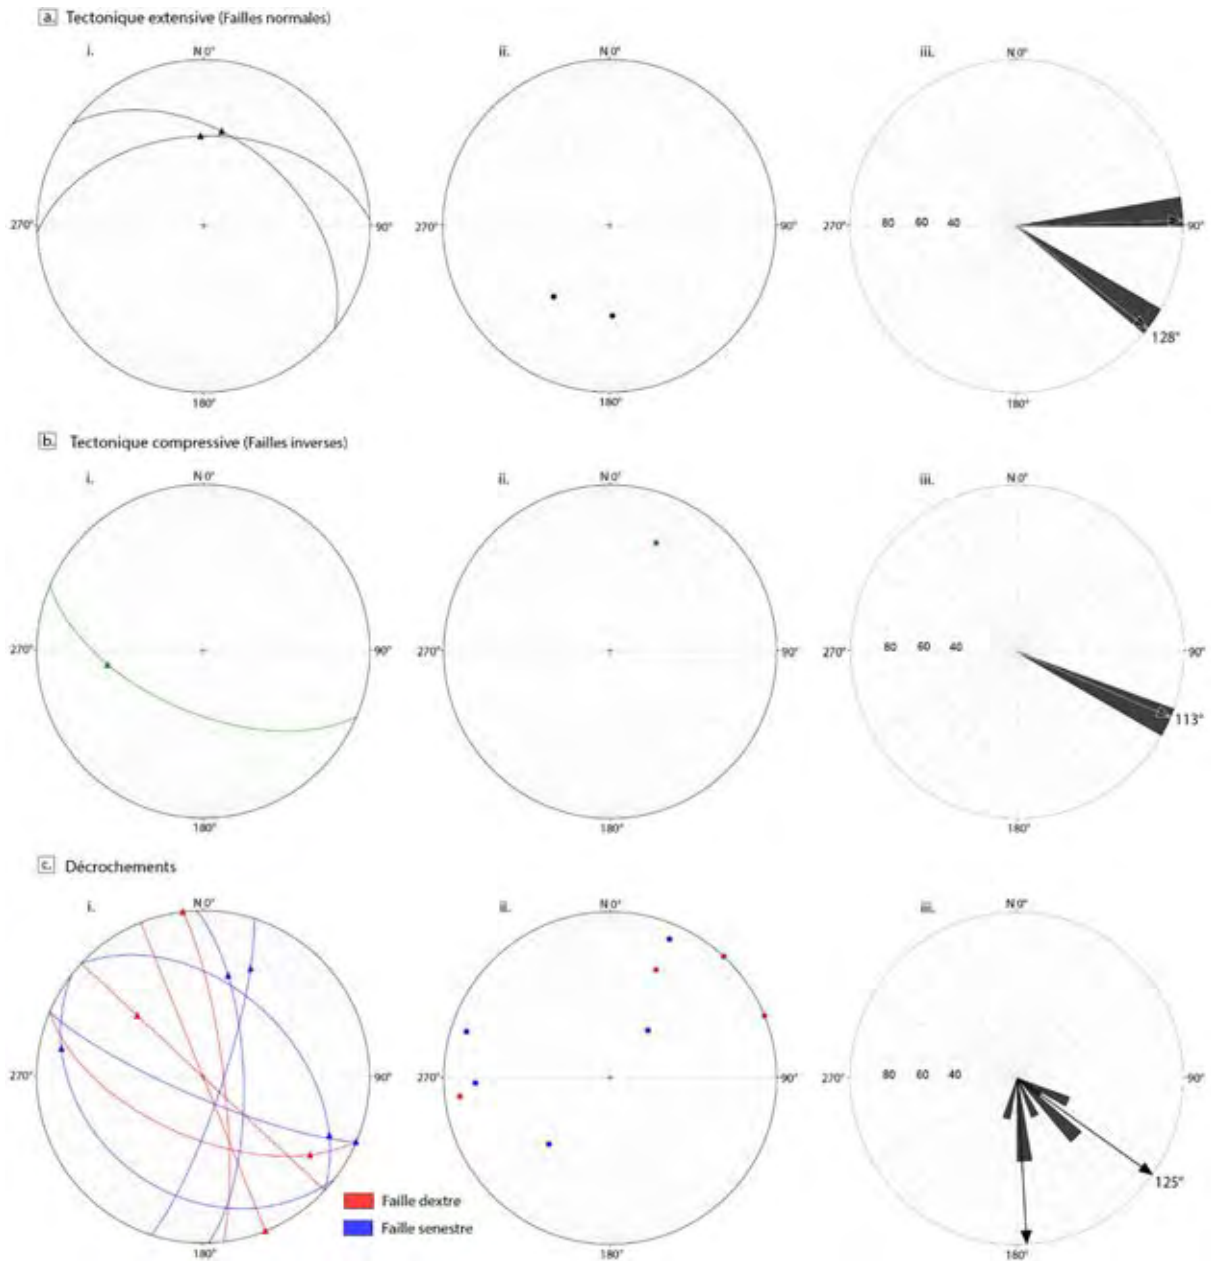 a. Tectonique extensive (Failles normales)
i. ii. iii.
N 0° N 0° N 0°
270° 90° 270° 90° 270° 80 60 40 90°
128°
180° 180° 180°
b. Tectonique compressive (Failles inverses)
i. ii. iii.
N 0° N 0° N 0°
270° 90° 270° 90° 270° 80 60 40 90°
113°
180° 180° 180°
c. Décrochements
i. ii. iii.
N 0° N 0° N 0°
270° 90° 270° 90° 270° 80 60 40 90°
125°
Faille dextre
Faille senestre
180° 180° 180°